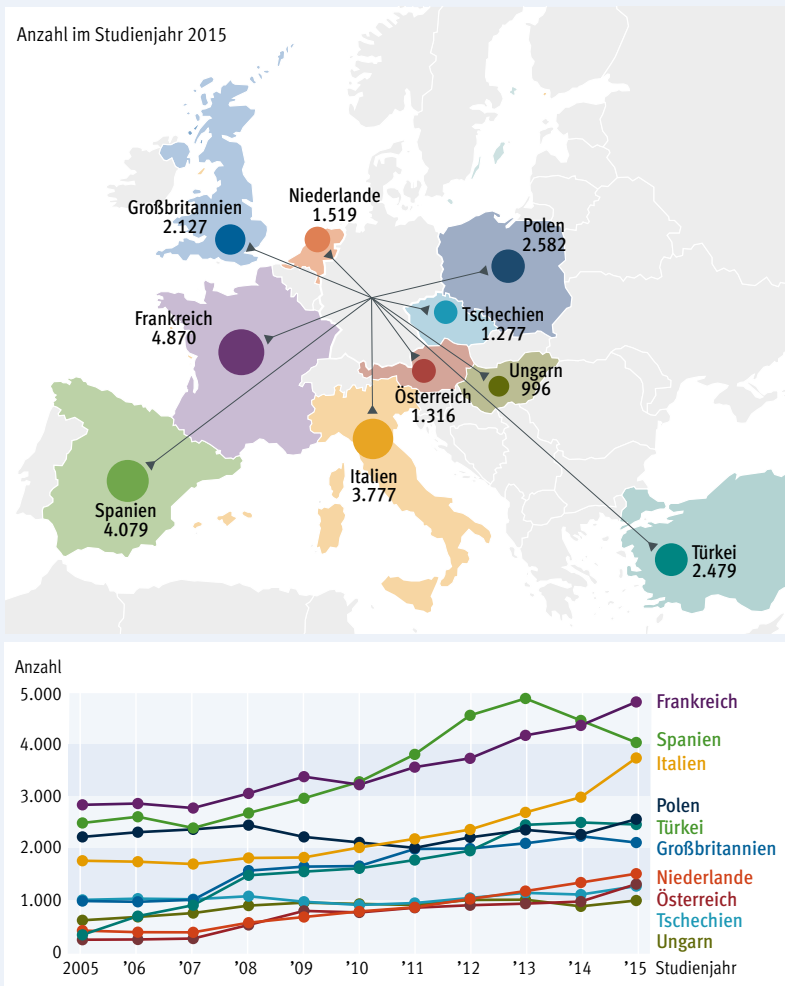 Anzahl im Studienjahr 2015
Niederlande
1.519
Großbritannien
2.127
Polen
2.582
Frankreich
4.870
Tschechien
1.277
Ungarn
996
Österreich
1.316
Italien
3.777
Spanien
4.079
Türkei
2.479
Anzahl
5.000
4.000
3.000
2.000
1.000
0
Frankreich
Spanien
Italien
Polen
Türkei
Großbritannien
Niederlande
Österreich
Tschechien
Ungarn
2005 ’06 ’07 ’08 ’09 ’10 ’11 ’12 ’13 ’14 ’15 Studienjahr